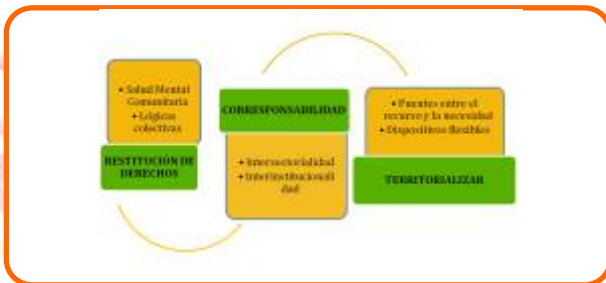 • Salud Mental
Comunitaria
• Lógicas
colectivas
RESTITUCIÓN DE
DERECHOS
CORRESPONSABILIDAD
• Intersectorialidad
• Interinstitucionali
dad
• Puentes entre el
recurso y la necesidad
• Dispositivos flexibles
TERRITORIALIZAR